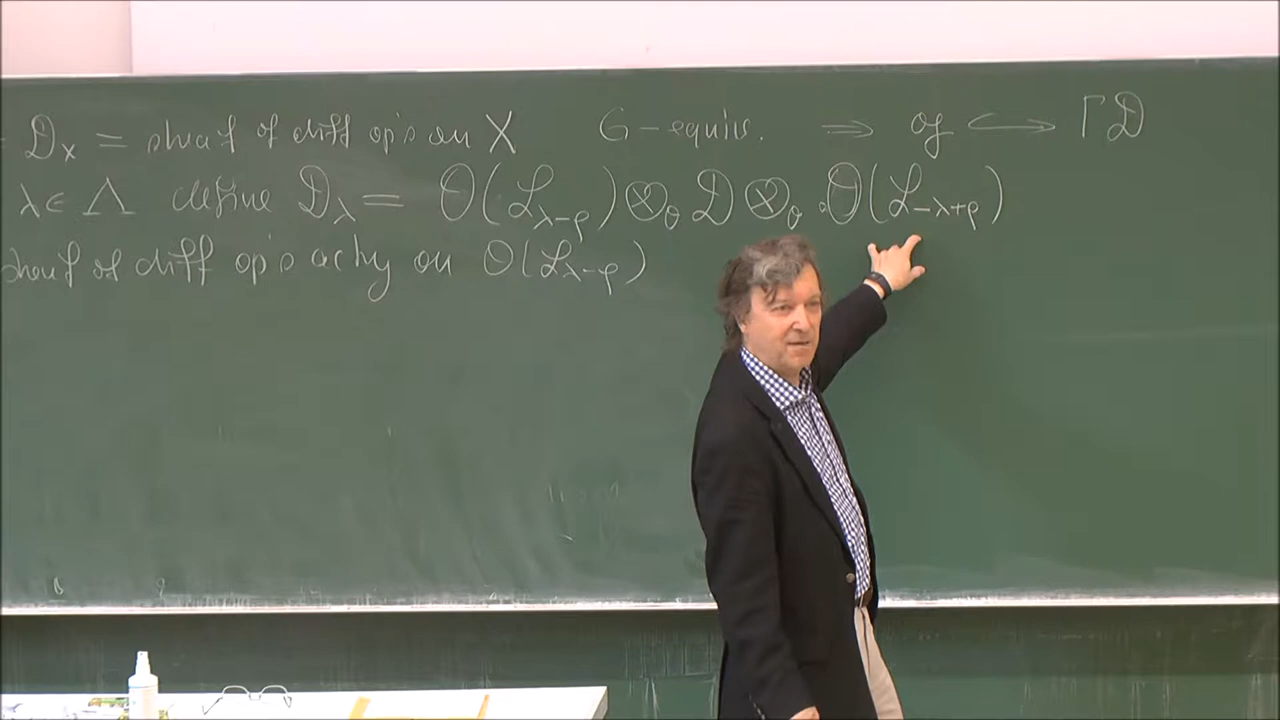 D_x = sheaf of diff op's on X G-equiv. ⇒ 𝔤 ↪ ΓD
λ ∈ Λ define D_λ = O(L_{λ-ρ}) ⊗_O D ⊗_O O(L_{-λ+ρ})
sheaf of diff op's actg on O(L_{λ-ρ})